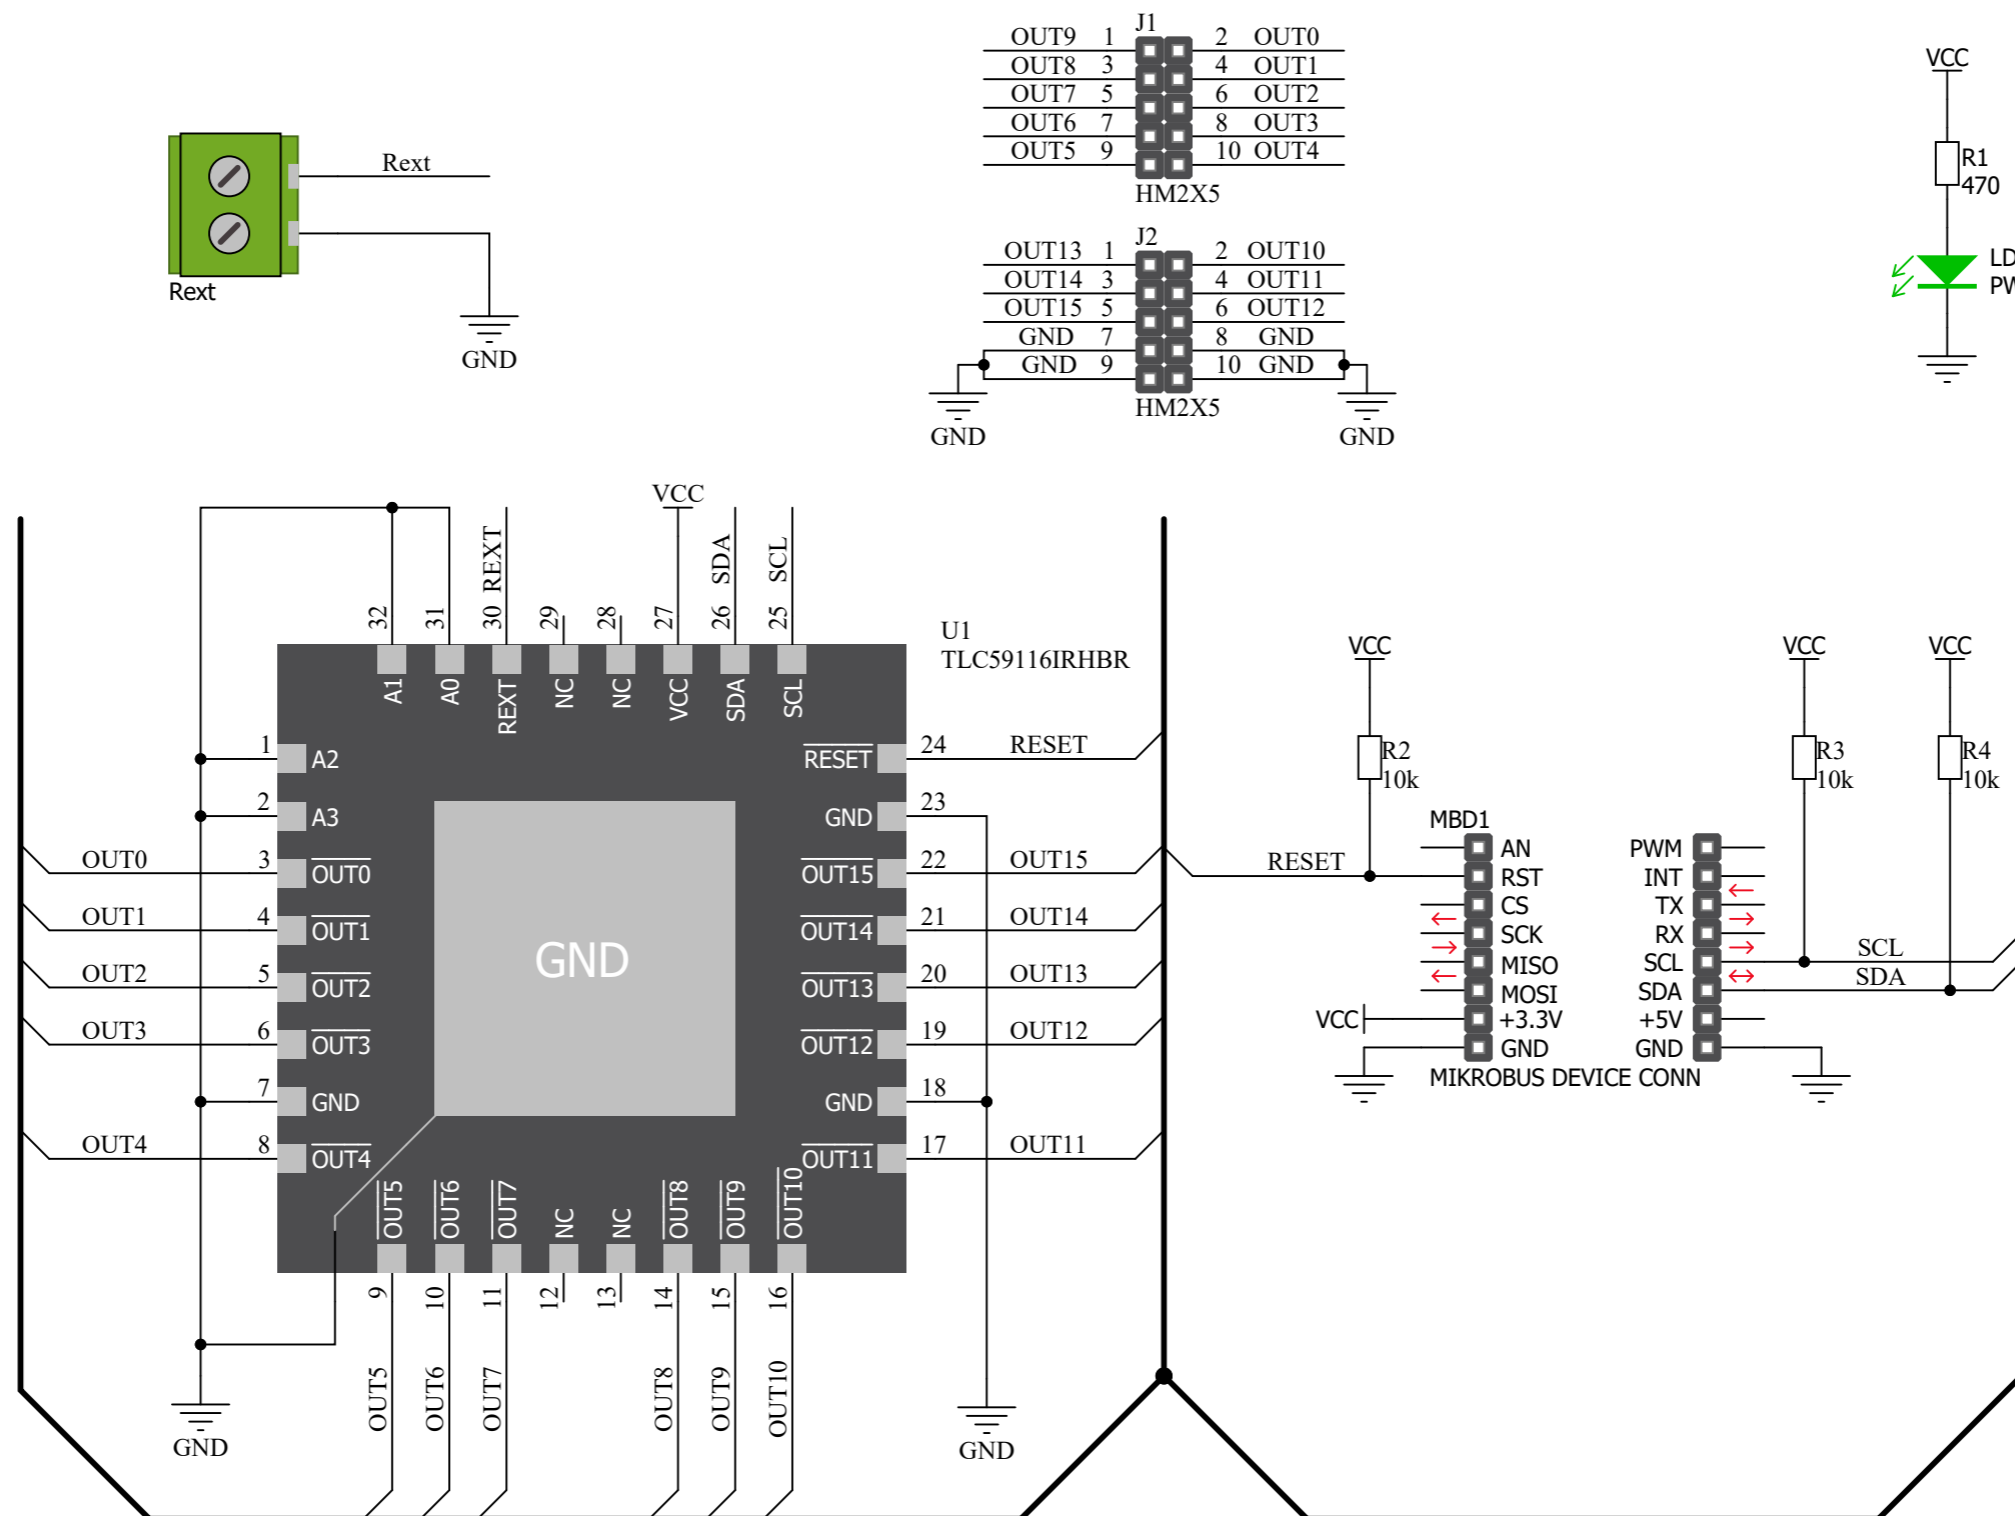 J1
OUT9 1 2 OUT0
OUT8 3 4 OUT1
OUT7 5 6 OUT2
OUT6 7 8 OUT3
OUT5 9 10 OUT4
HM2X5
VCC
R1
470
LD
PW
Rext
Rext
GND
J2
OUT13 1 2 OUT10
OUT14 3 4 OUT11
OUT15 5 6 OUT12
GND 7 8 GND
GND 9 10 GND
HM2X5
GND
GND
VCC
REXT SDA SCL
32 31 30 29 28 27 26 25
U1
TLC59116IRHBR
A1 A0 REXT NC NC VCC SDA SCL
1 A2
2 A3
OUT0 3 OUT0
OUT1 4 OUT1
OUT2 5 OUT2
OUT3 6 OUT3
7 GND
OUT4 8 OUT4
GND
RESET 24 RESET
GND 23
OUT15 22 OUT15
OUT14 21 OUT14
OUT13 20 OUT13
OUT12 19 OUT12
GND 18
OUT11 17 OUT11
OUT5 OUT6 OUT7 NC NC OUT8 OUT9 OUT10
9 10 11 12 13 14 15 16
OUT5 OUT6 OUT7 OUT8 OUT9 OUT10
GND
GND
VCC
R2
10k
VCC
R3
10k
VCC
R4
10k
MBD1
AN PWM
RESET RST INT
CS TX
SCK RX
MISO SCL SCL
MOSI SDA SDA
VCC +3.3V +5V
GND GND
MIKROBUS DEVICE CONN